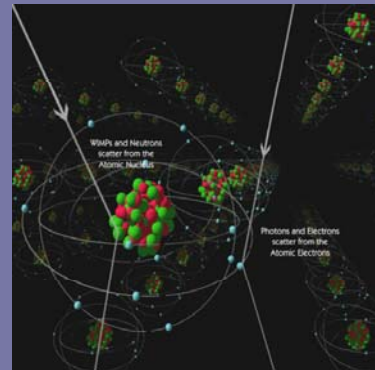 WIMPs and Neutrons
scatter from the
Atomic Nucleus
Photons and Electrons
scatter from the
Atomic Electrons